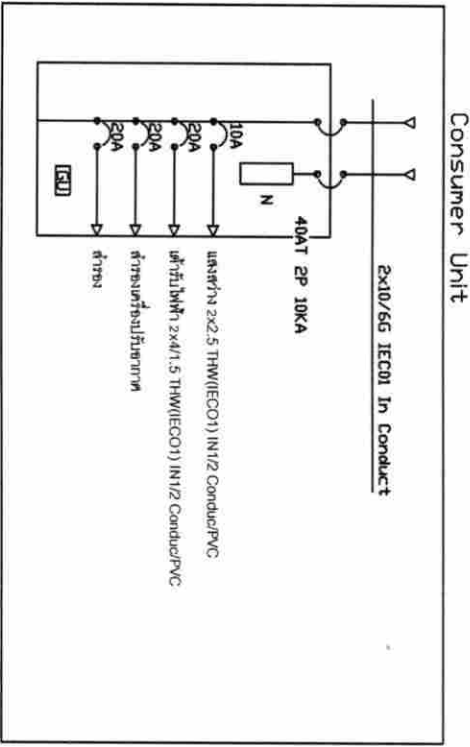 Consumer Unit
2x10/6G IEC01 In Conduct
40AT 2P 10KA
N
10A
แสงสว่าง 2x2.5 THW(IECO1) IN1/2 Conduc/PVC
20A
เต้ารับไฟฟ้า 2x4/1.5 THW(IECO1) IN1/2 Conduc/PVC
20A
สำรองเครื่องปรับอากาศ
20A
สำรอง